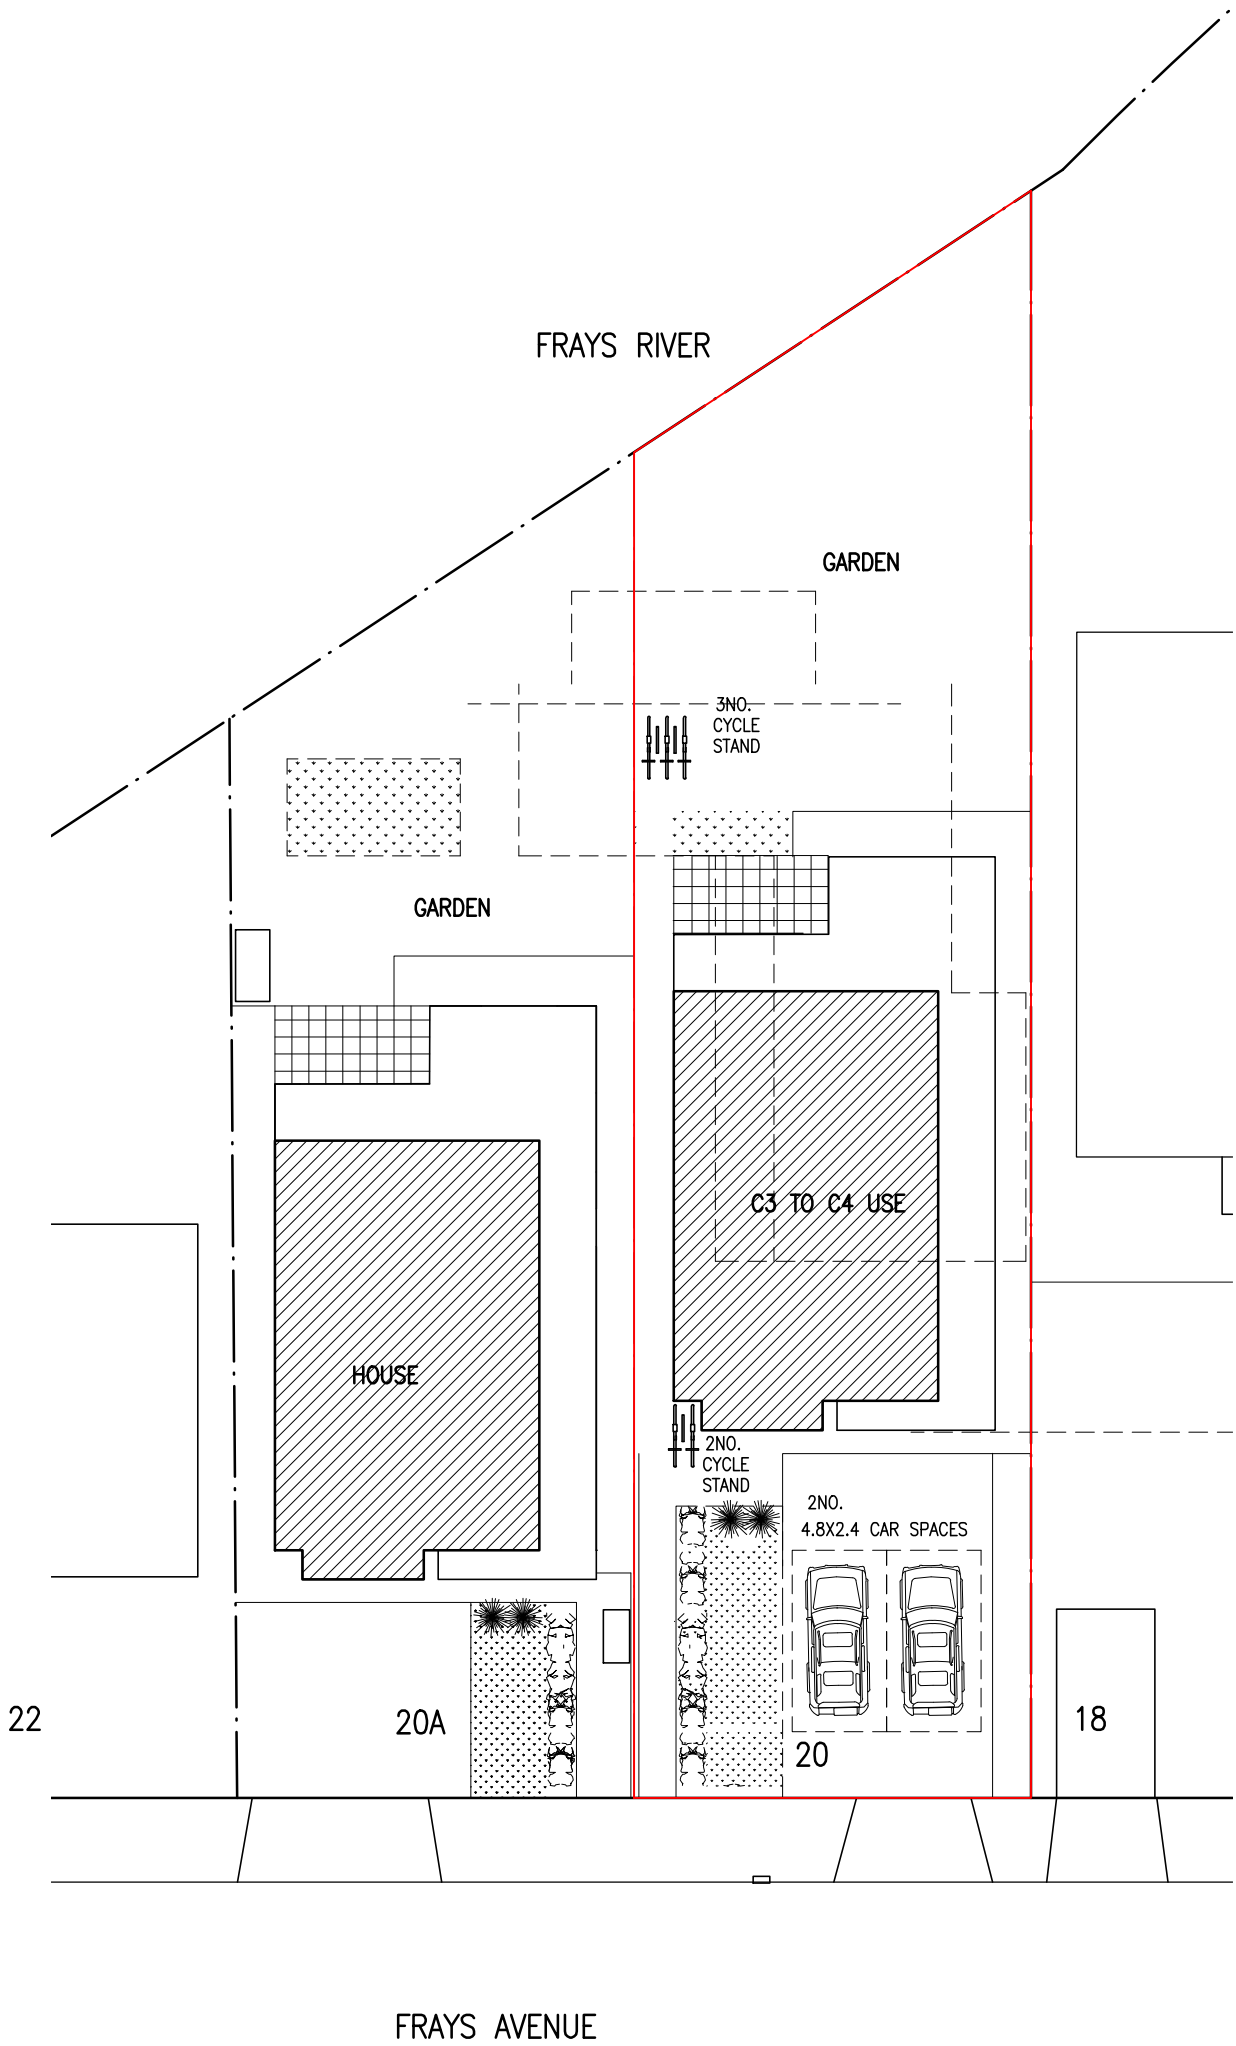 FRAYS RIVER
GARDEN
3NO.
CYCLE
STAND
GARDEN
C3 TO C4 USE
HOUSE
2NO.
CYCLE
STAND
2NO.
4.8X2.4 CAR SPACES
22
20A
20
18
FRAYS AVENUE